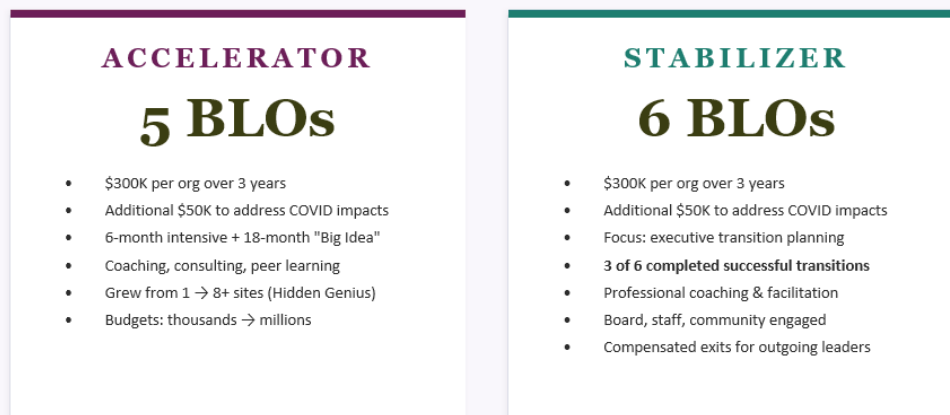 ACCELERATOR
5 BLOs
• $300K per org over 3 years
• Additional $50K to address COVID impacts
• 6-month intensive + 18-month "Big Idea"
• Coaching, consulting, peer learning
• Grew from 1 → 8+ sites (Hidden Genius)
• Budgets: thousands → millions
STABILIZER
6 BLOs
• $300K per org over 3 years
• Additional $50K to address COVID impacts
• Focus: executive transition planning
• 3 of 6 completed successful transitions
• Professional coaching & facilitation
• Board, staff, community engaged
• Compensated exits for outgoing leaders